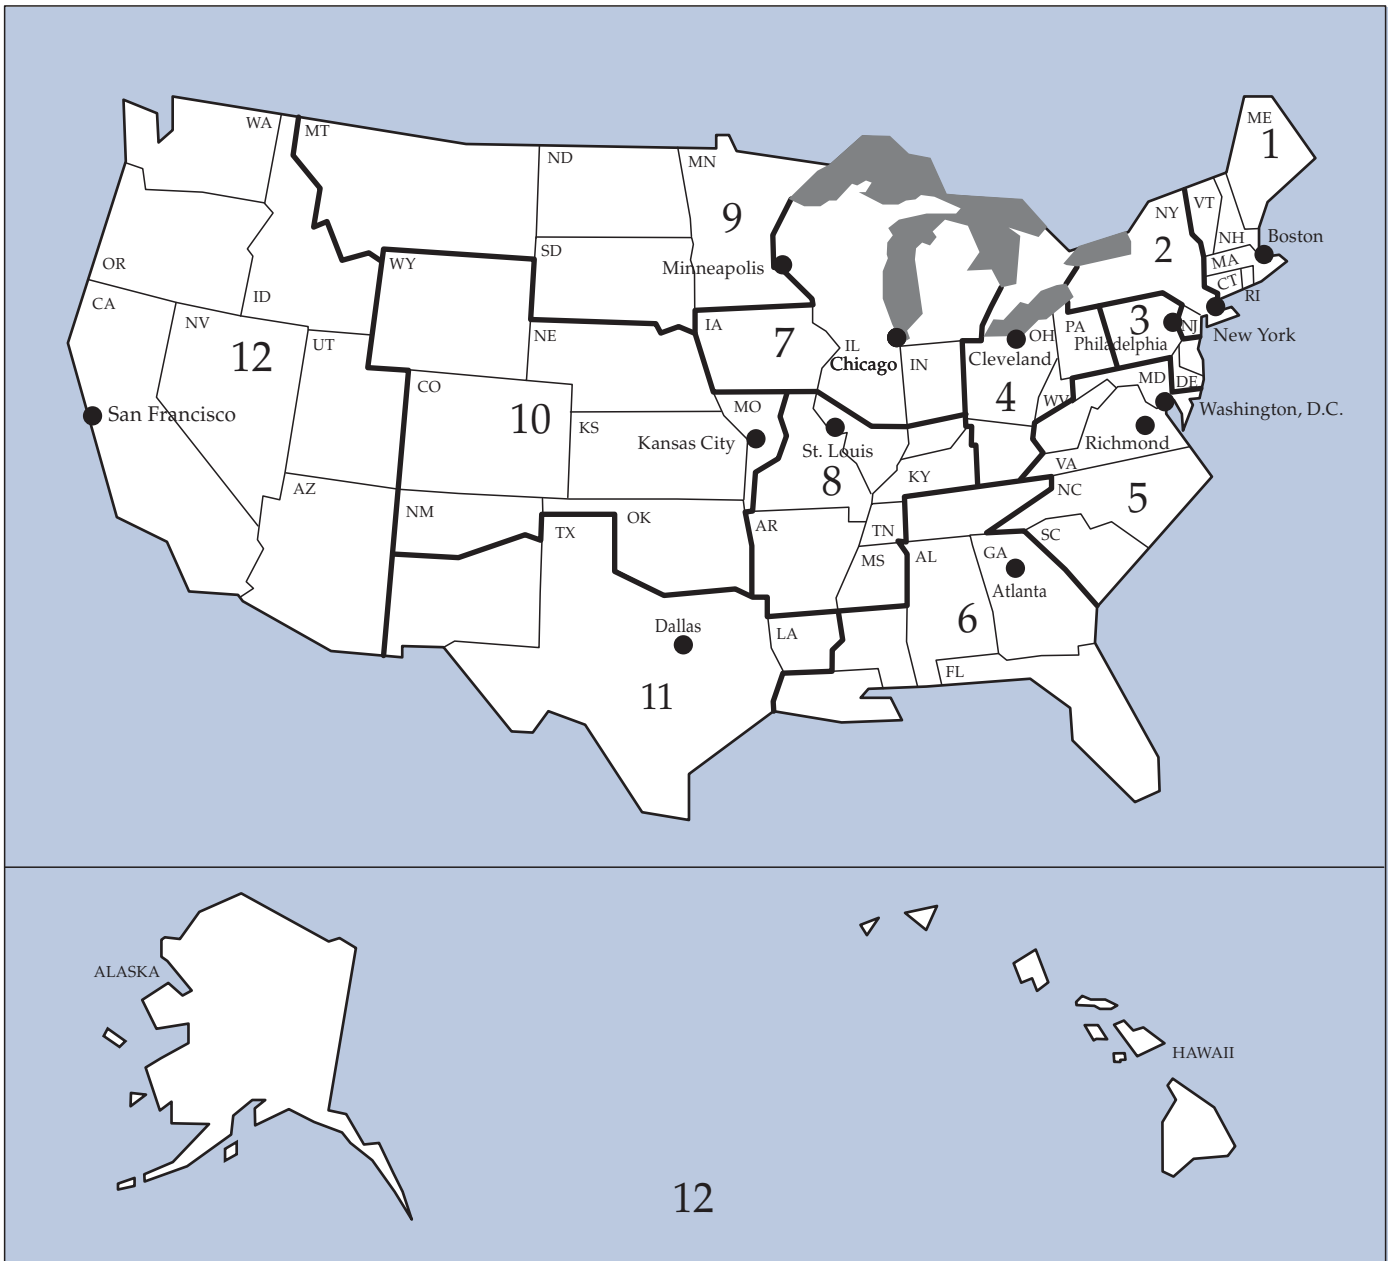 ME
1
WA
MT
ND
MN
NY
VT
9
2
NH
Boston
OR
WY
SD
Minneapolis
MA
CT
RI
CA
ID
NV
NE
IA
7
IL
Chicago
IN
OH
Cleveland
PA
3
Philadelphia
NJ
New York
12
UT
CO
10
KS
MO
Kansas City
St. Louis
8
4
WV
MD
DE
Washington, D.C.
San Francisco
Richmond
KY
VA
NC
5
AZ
NM
TX
OK
AR
TN
MS
AL
GA
SC
Atlanta
Dallas
LA
6
FL
11
ALASKA
HAWAII
12